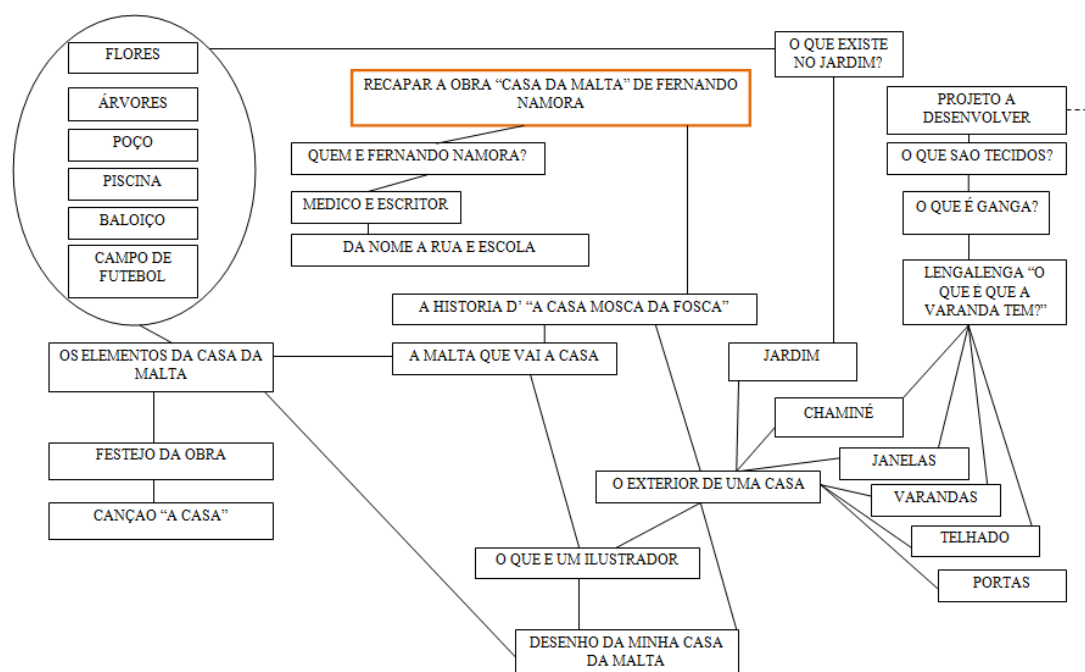 FLORES
ÁRVORES
POÇO
PISCINA
BALOIÇO
CAMPO DE
FUTEBOL
O QUE EXISTE
NO JARDIM?
RECAPAR A OBRA “CASA DA MALTA” DE FERNANDO
NAMORA
QUEM E FERNANDO NAMORA?
MEDICO E ESCRITOR
DA NOME A RUA E ESCOLA
PROJETO A
DESENVOLVER
O QUE SAO TECIDOS?
O QUE É GANGA?
LENGALENGA “O
QUE É QUE A
VARANDA TEM?”
A HISTORIA D’ “A CASA MOSCA DA FOSCA”
OS ELEMENTOS DA CASA DA
MALTA
A MALTA QUE VAI A CASA
JARDIM
CHAMINÉ
JANELAS
VARANDAS
TELHADO
PORTAS
FESTEJO DA OBRA
CANÇAO “A CASA”
O EXTERIOR DE UMA CASA
O QUE E UM ILUSTRADOR
DESENHO DA MINHA CASA
DA MALTA